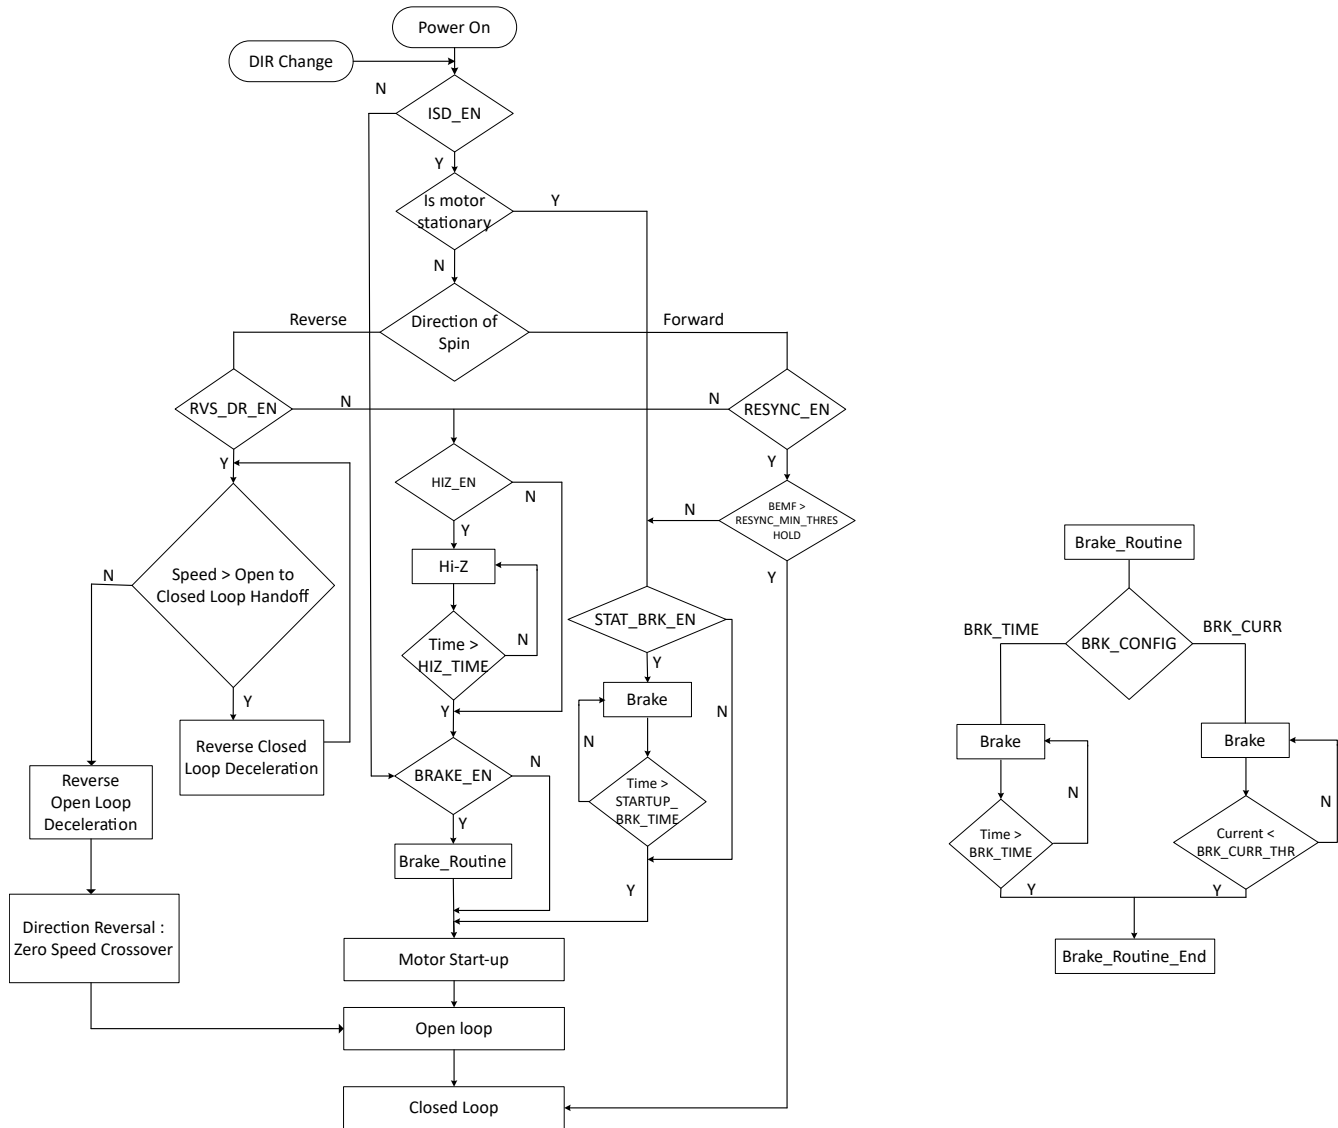 Power On
DIR Change
N
ISD_EN
Y
Is motor
stationary
Y
N
Reverse
Direction of
Spin
Forward
RVS_DR_EN
N
N
RESYNC_EN
Y
Y
HIZ_EN
N
N
BEMF >
RESYNC_MIN_THRES
HOLD
Y
Y
Hi-Z
N
Speed > Open to
Closed Loop Handoff
Time >
HIZ_TIME
N
STAT_BRK_EN
Y
Y
Y
Brake
N
N
Reverse Closed
Loop Deceleration
BRAKE_EN
N
Time >
STARTUP_
BRK_TIME
Reverse
Open Loop
Deceleration
Y
Brake_Routine
Y
Direction Reversal :
Zero Speed Crossover
Motor Start-up
Open loop
Closed Loop
Brake_Routine
BRK_TIME
BRK_CONFIG
BRK_CURR
Brake
Brake
N
N
Time >
BRK_TIME
Current <
BRK_CURR_THR
Y
Y
Brake_Routine_End